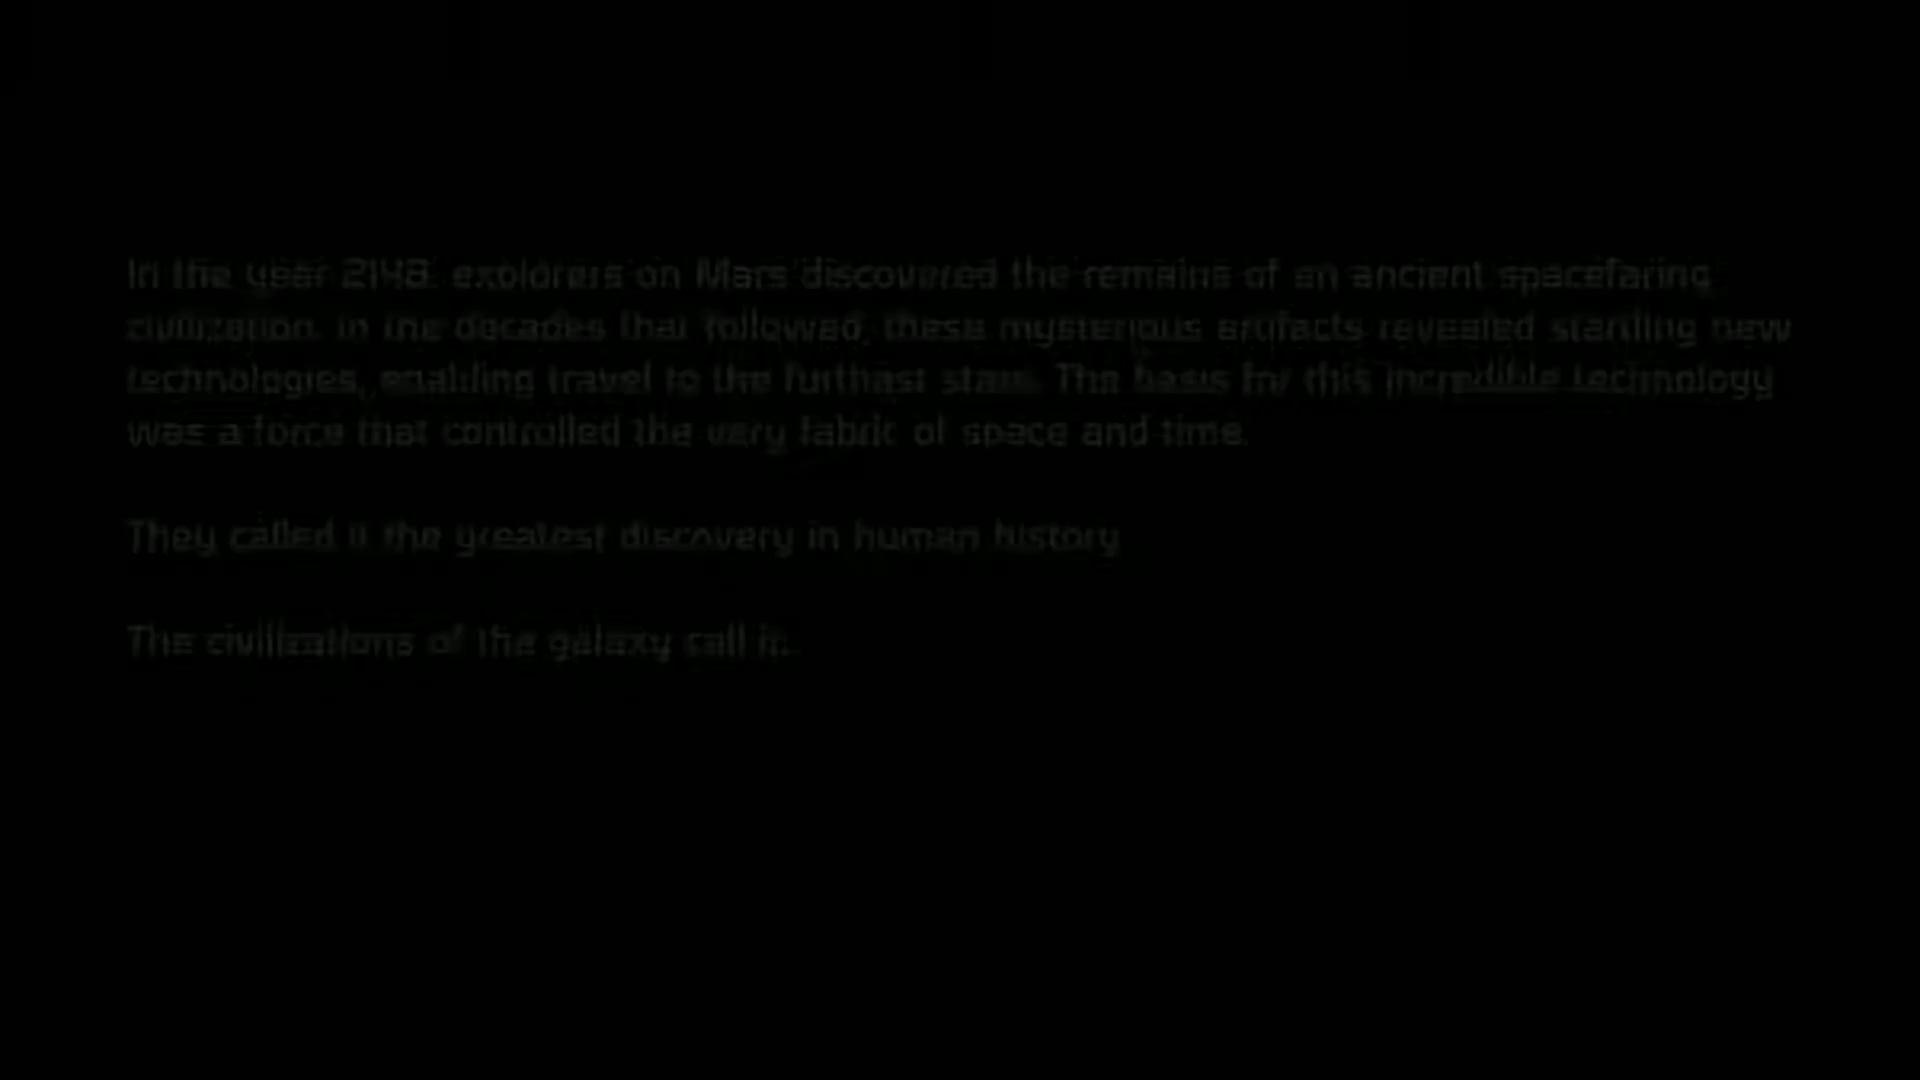 In the year 2148, explorers on Mars discovered the remains of an ancient spacefaring
civilization. In the decades that followed, these mysterious artifacts revealed startling new
technologies, enabling travel to the furthest stars. The basis for this incredible technology
was a force that controlled the very fabric of space and time.
They called it the greatest discovery in human history.
The civilizations of the galaxy call it...